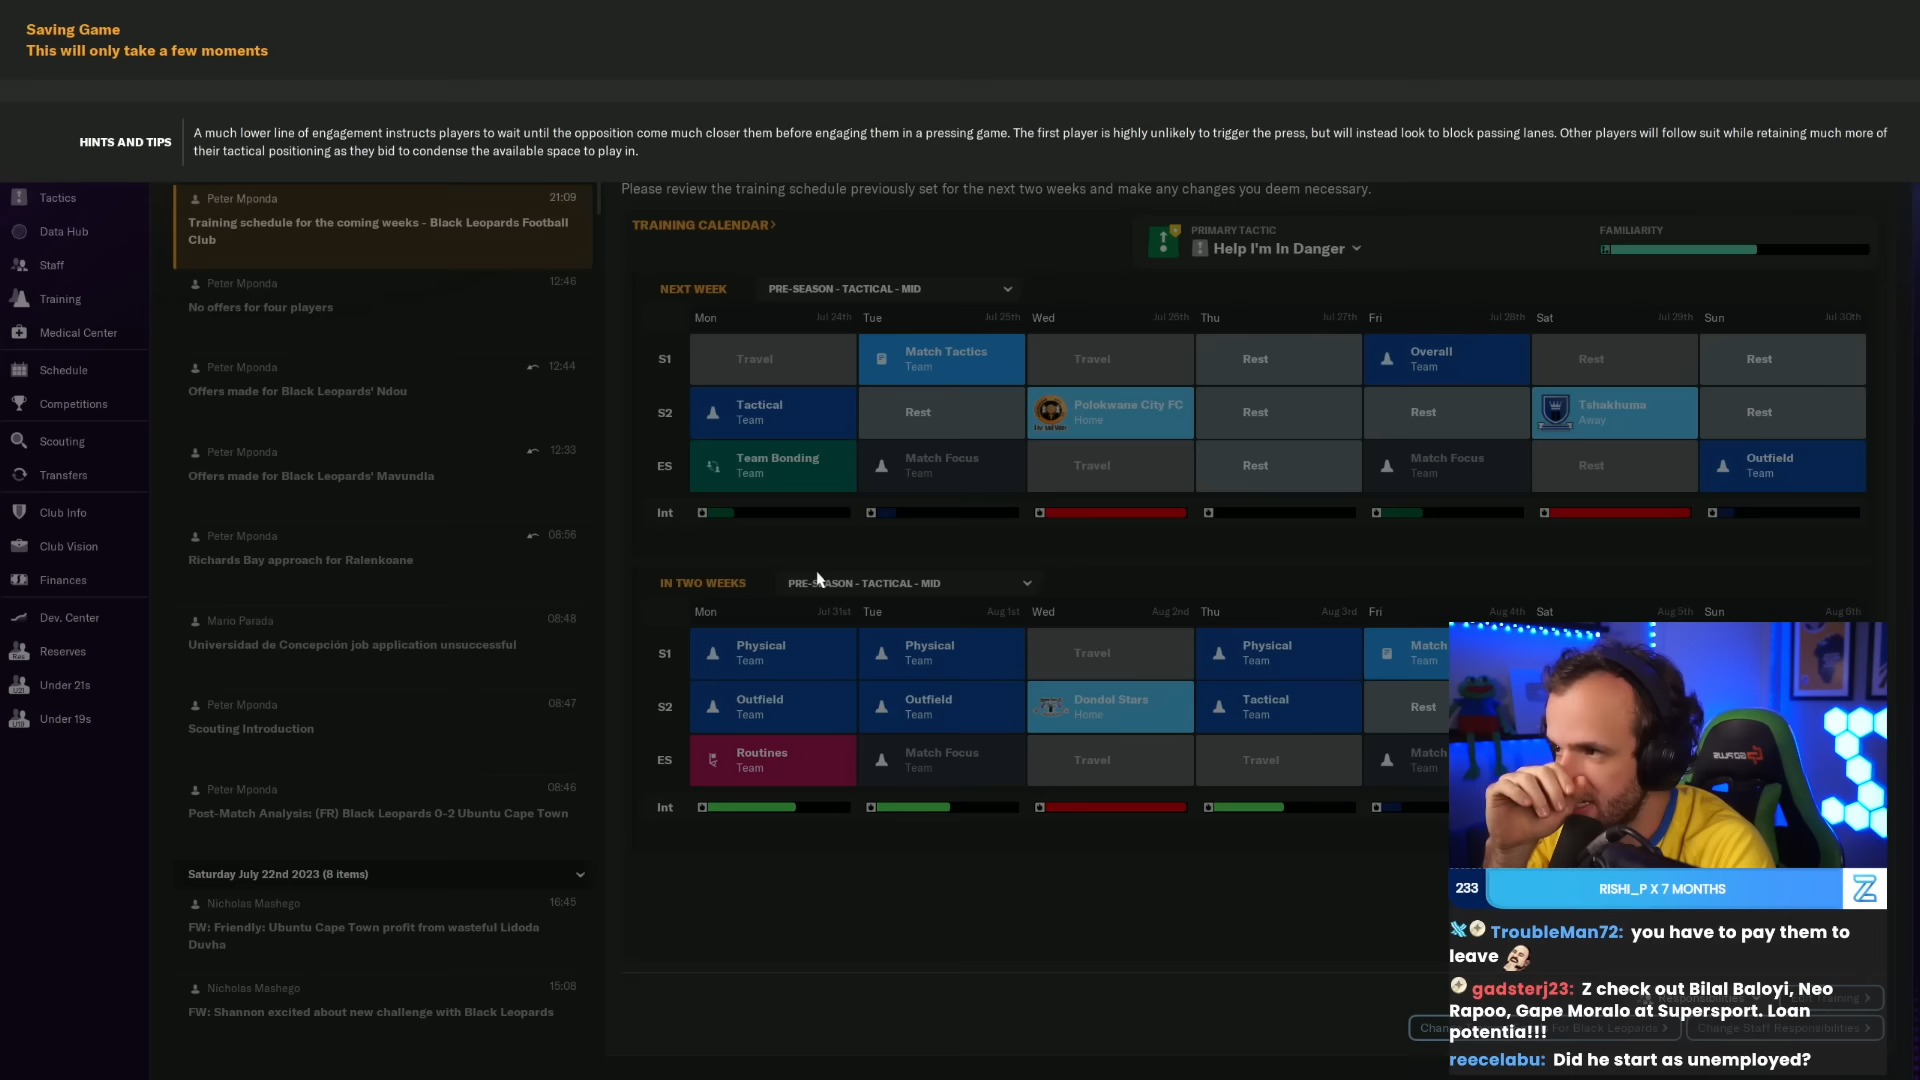 Saving Game
This will only take a few moments
HINTS AND TIPS
A much lower line of engagement instructs players to wait until the opposition come much closer them before engaging them in a pressing game. The first player is highly unlikely to trigger the press, but will instead look to block passing lanes. Other players will follow suit while retaining much more of
their tactical positioning as they bid to condense the available space to play in.
Tactics
Data Hub
Staff
Training
Medical Center
Schedule
Competitions
Scouting
Transfers
Club Info
Club Vision
Finances
Dev. Center
Reserves
Under 21s
Under 19s
Peter Mponda 21:09
Training schedule for the coming weeks - Black Leopards Football
Club
Peter Mponda 12:46
No offers for four players
Peter Mponda 12:44
Offers made for Black Leopards' Ndou
Peter Mponda 12:33
Offers made for Black Leopards' Mavundla
Peter Mponda 08:56
Richards Bay approach for Ralenkoane
Mario Parada 08:48
Universidad de Concepción job application unsuccessful
Peter Mponda 08:47
Scouting Introduction
Peter Mponda 08:46
Post-Match Analysis: (FR) Black Leopards 0-2 Ubuntu Cape Town
Saturday July 22nd 2023 (8 items)
Nicholas Mashego 16:45
FW: Friendly: Ubuntu Cape Town profit from wasteful Lidoda
Duvha
Nicholas Mashego 15:08
FW: Shannon excited about new challenge with Black Leopards
Please review the training schedule previously set for the next two weeks and make any changes you deem necessary.
TRAINING CALENDAR >
PRIMARY TACTIC
Help I'm In Danger
FAMILIARITY
NEXT WEEK PRE-SEASON - TACTICAL - MID
Mon Jul 24th Tue Jul 25th Wed Jul 26th Thu Jul 27th Fri Jul 28th Sat Jul 29th Sun Jul 30th
S1 Travel Match Tactics Team Travel Rest Overall Team Rest Rest
S2 Tactical Team Rest Polokwane City FC Home Rest Rest Tshakhuma Away Rest
ES Team Bonding Team Match Focus Team Travel Rest Match Focus Team Rest Outfield Team
Int
IN TWO WEEKS PRE-SEASON - TACTICAL - MID
Mon Jul 31st Tue Aug 1st Wed Aug 2nd Thu Aug 3rd Fri Aug 4th Sat Aug 5th Sun Aug 6th
S1 Physical Team Physical Team Travel Physical Team Match Team
S2 Outfield Team Outfield Team Dondol Stars Home Tactical Team Rest
ES Routines Team Match Focus Team Travel Travel Match Team
Int
233 RISHI_P X 7 MONTHS
TroubleMan72: you have to pay them to
leave
gadsterj23: Z check out Bilal Baloyi, Neo
Rapoo, Gape Moralo at Supersport. Loan
potentia!!!
reecelabu: Did he start as unemployed?
Responsibilities
Training >
For Black Leopards >
Change Staff Responsibilities >